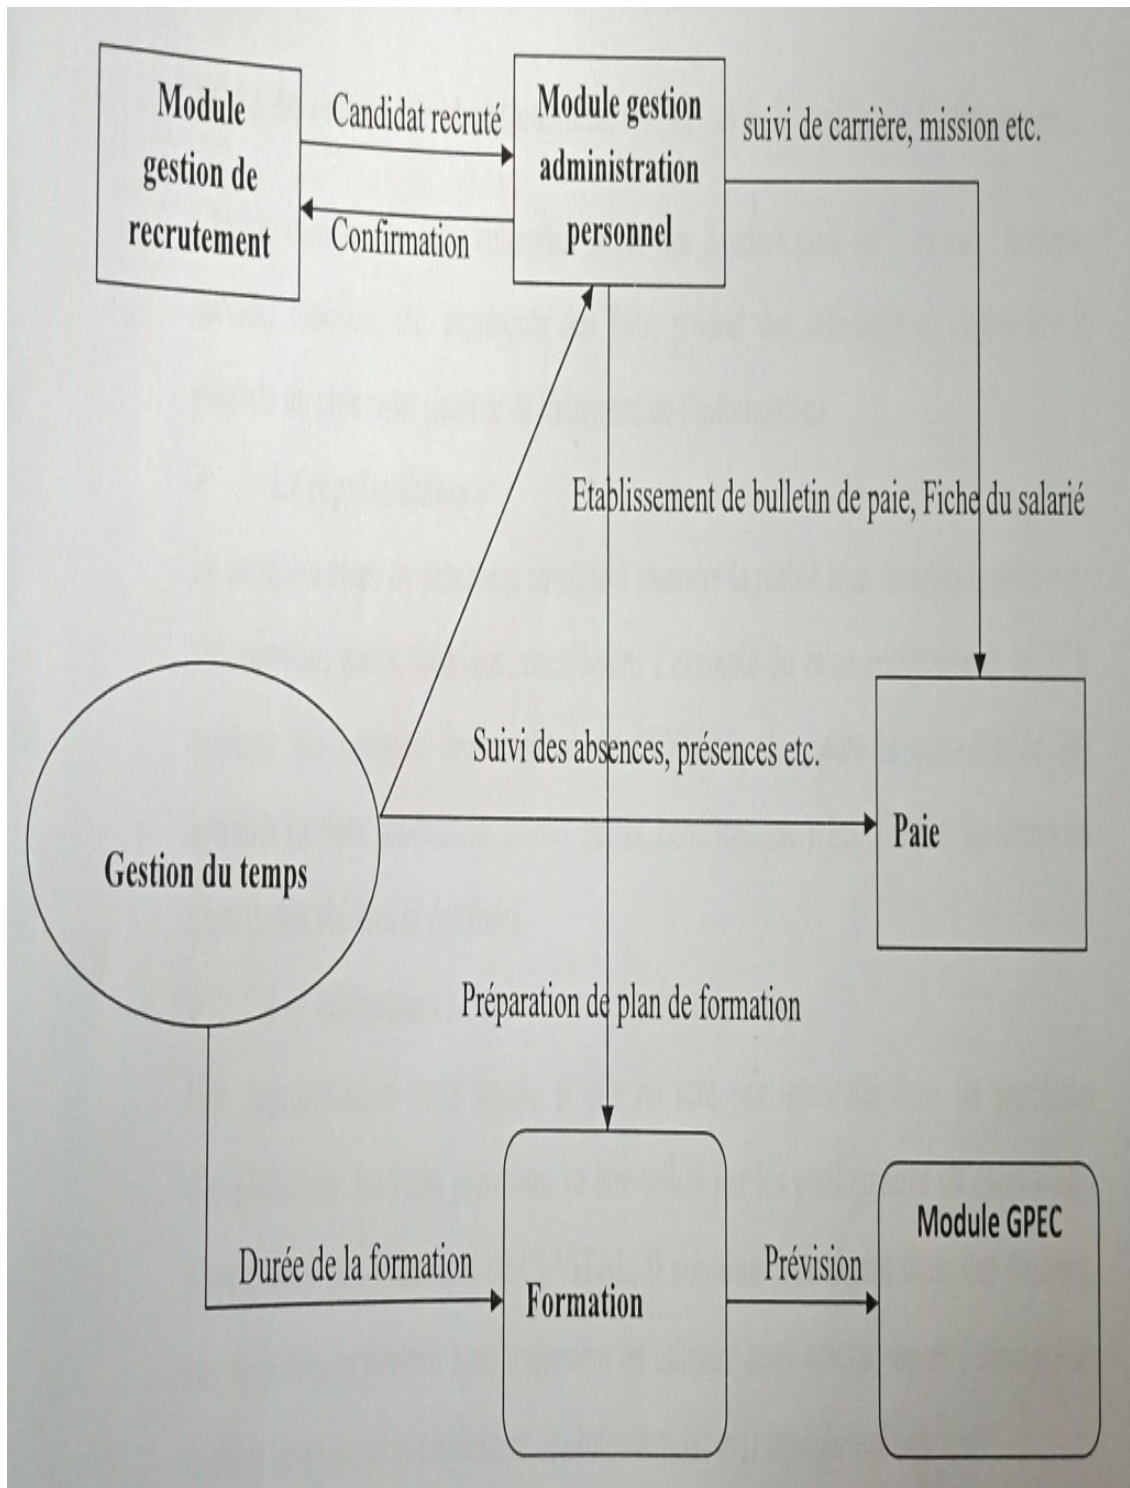 Module
gestion de
recrutement
Candidat recruté
Confirmation
Module gestion
administration
personnel
suivi de carrière, mission etc.
Etablissement de bulletin de paie, Fiche du salarié
Suivi des absences, présences etc.
Gestion du temps
Paie
Préparation de plan de formation
Durée de la formation
Formation
Prévision
Module GPEC